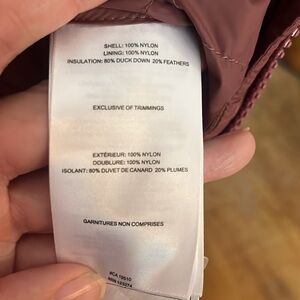 SHELL: 100% NYLON
LINING: 100% NYLON
INSULATION: 80% DUCK DOWN 20% FEATHERS
EXCLUSIVE OF TRIMMINGS
EXTÉRIEUR: 100% NYLON
DOUBLURE: 100% NYLON
ISOLANT: 80% DUVET DE CANARD 20% PLUMES
GARNITURES NON COMPRISES